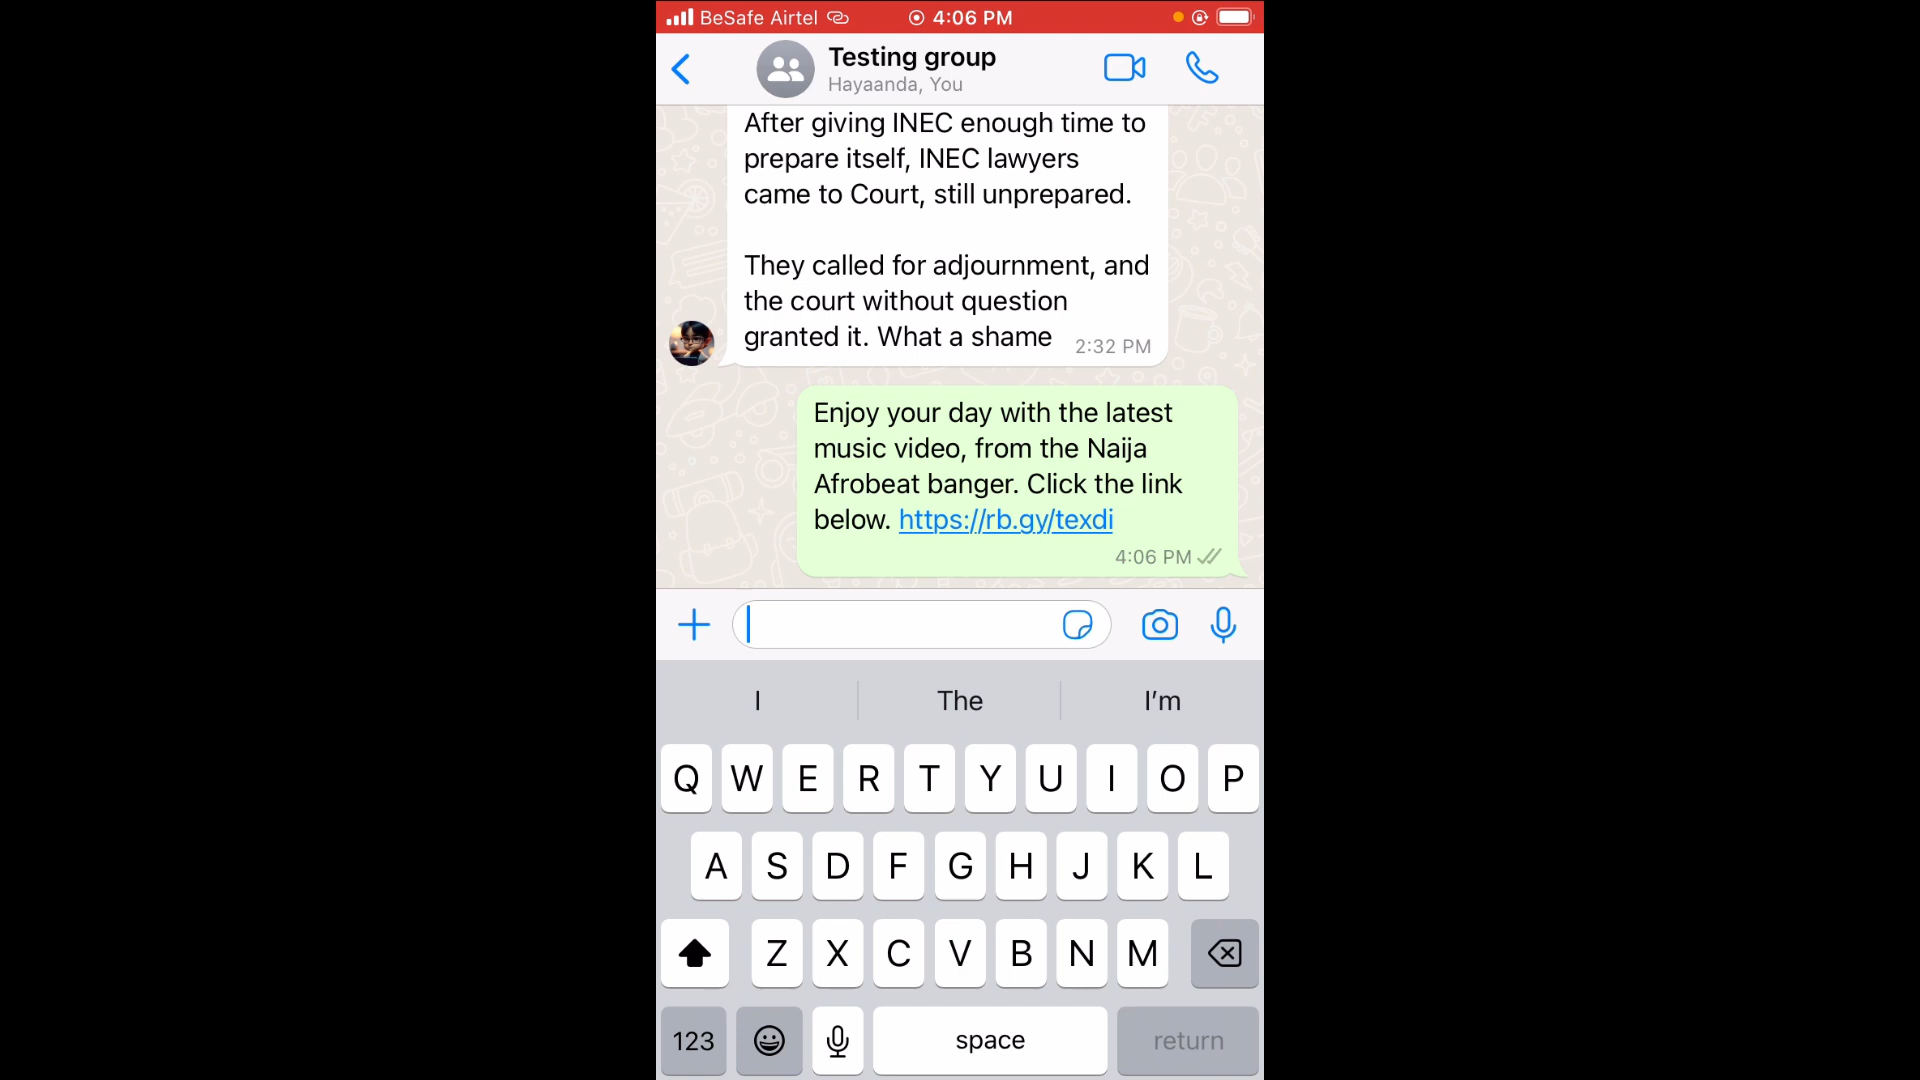 BeSafe Airtel 4:06 PM
Testing group
Hayaanda, You
After giving INEC enough time to
prepare itself, INEC lawyers
came to Court, still unprepared.
They called for adjournment, and
the court without question
granted it. What a shame 2:32 PM
Enjoy your day with the latest
music video, from the Naija
Afrobeat banger. Click the link
below. https://rb.gy/texdi
4:06 PM
I The I’m
Q W E R T Y U I O P
A S D F G H J K L
Z X C V B N M
123 space return